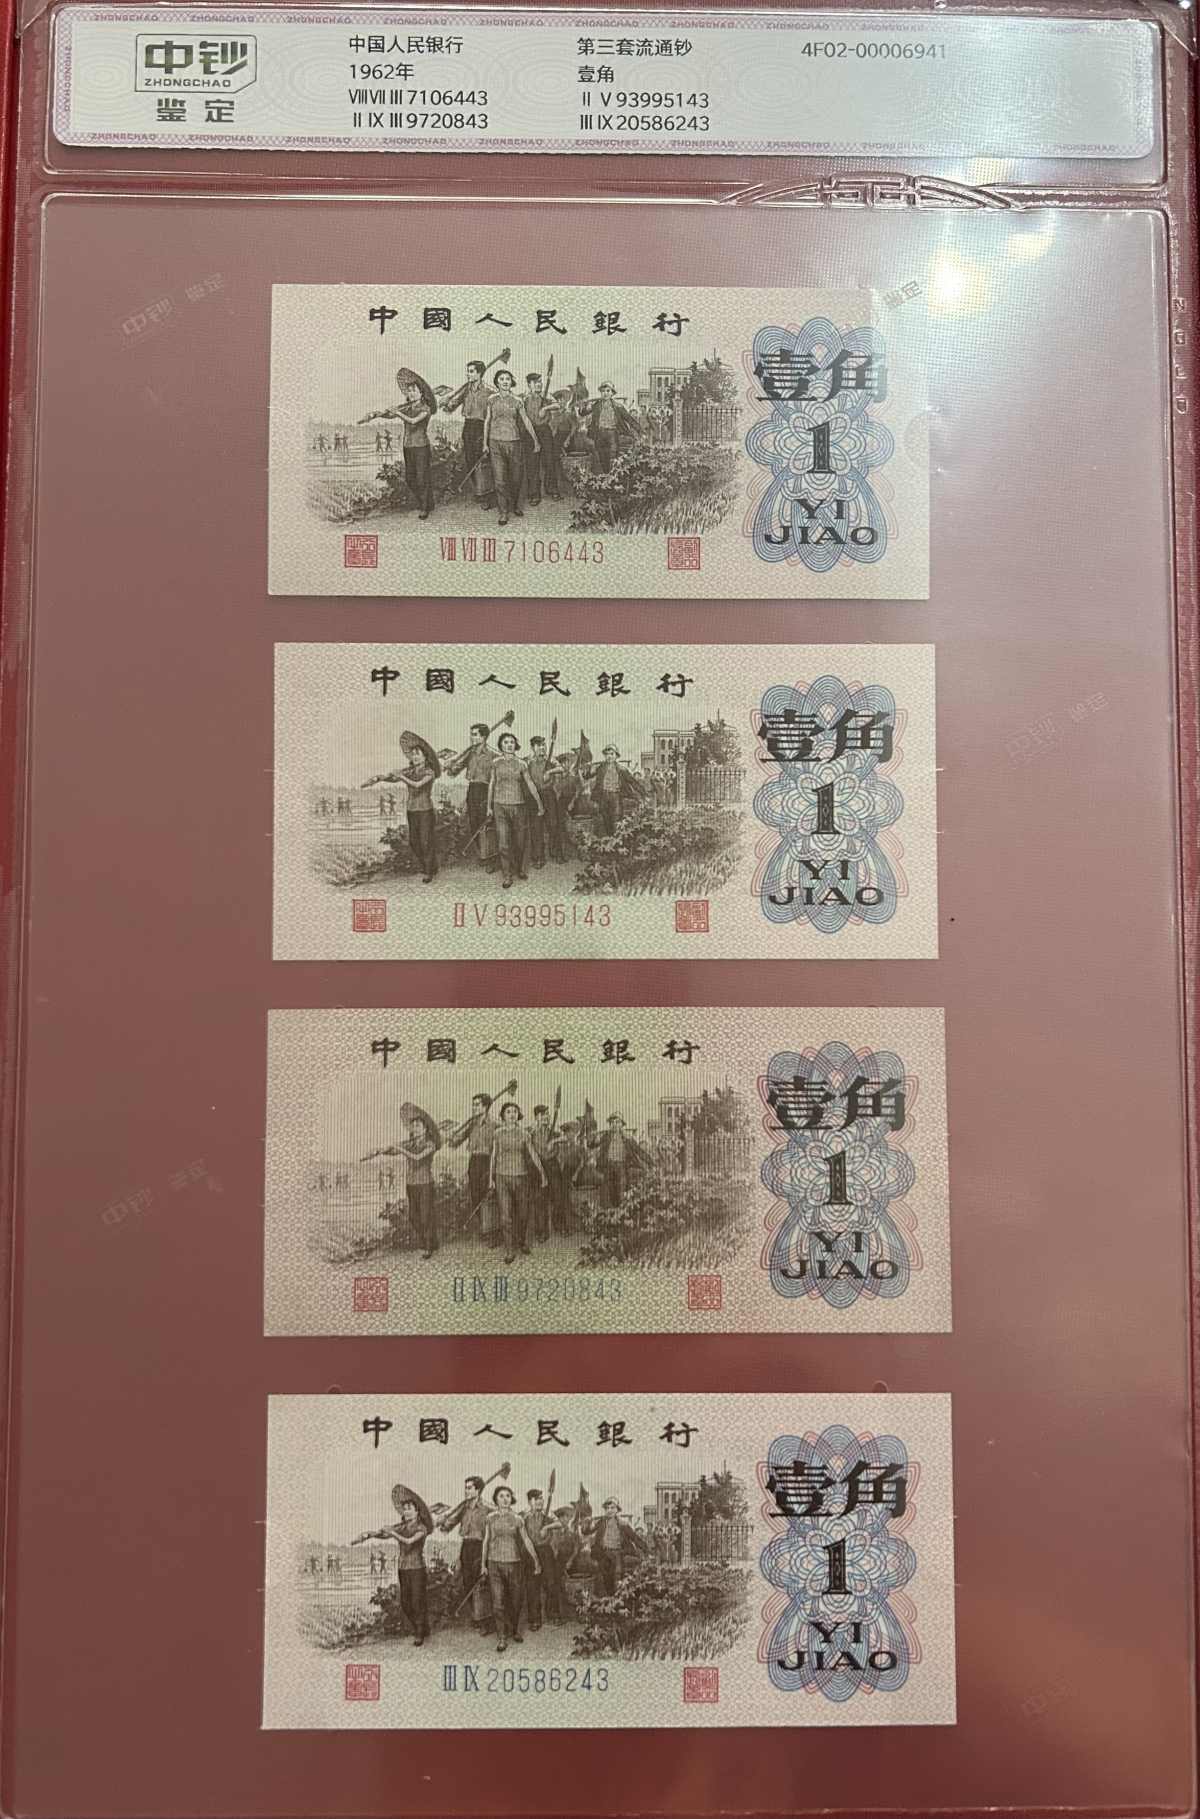 中钞
ZHONGCHAO
鉴定
中国人民银行
1962年
ⅧⅦⅢ7106443
ⅡⅨⅢ9720843
第三套流通钞
壹角
ⅡⅤ93995143
ⅢⅨ20586243
4F02-00006941
中國人民銀行
壹角
1
YI
JIAO
ⅧⅦⅢ7106443
中國人民銀行
壹角
1
YI
JIAO
ⅡⅤ93995143
中國人民銀行
壹角
1
YI
JIAO
ⅡⅨⅢ9720843
中國人民銀行
壹角
1
YI
JIAO
ⅢⅨ20586243